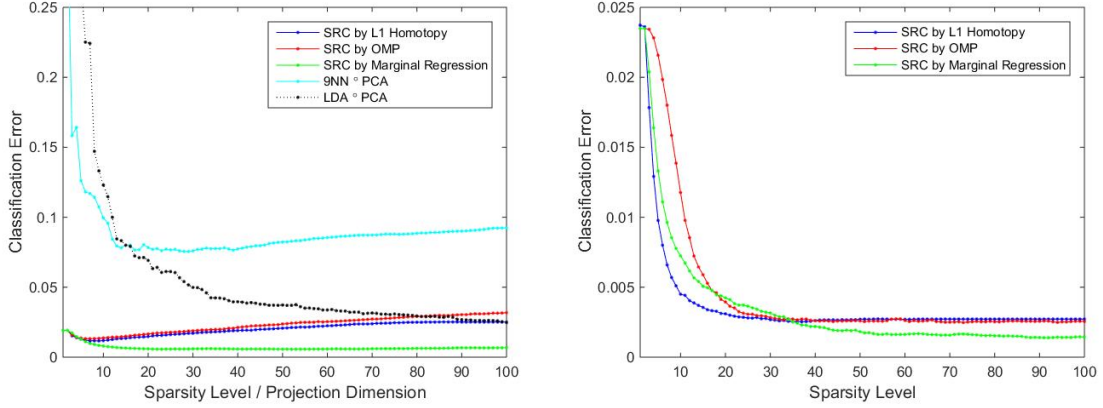 0.25
0.2
0.15
0.1
0.05
0
Classification Error
SRC by L1 Homotopy
SRC by OMP
SRC by Marginal Regression
9NN ° PCA
LDA ° PCA
10 20 30 40 50 60 70 80 90 100
Sparsity Level / Projection Dimension
0.025
0.02
0.015
0.01
0.005
0
Classification Error
SRC by L1 Homotopy
SRC by OMP
SRC by Marginal Regression
10 20 30 40 50 60 70 80 90 100
Sparsity Level